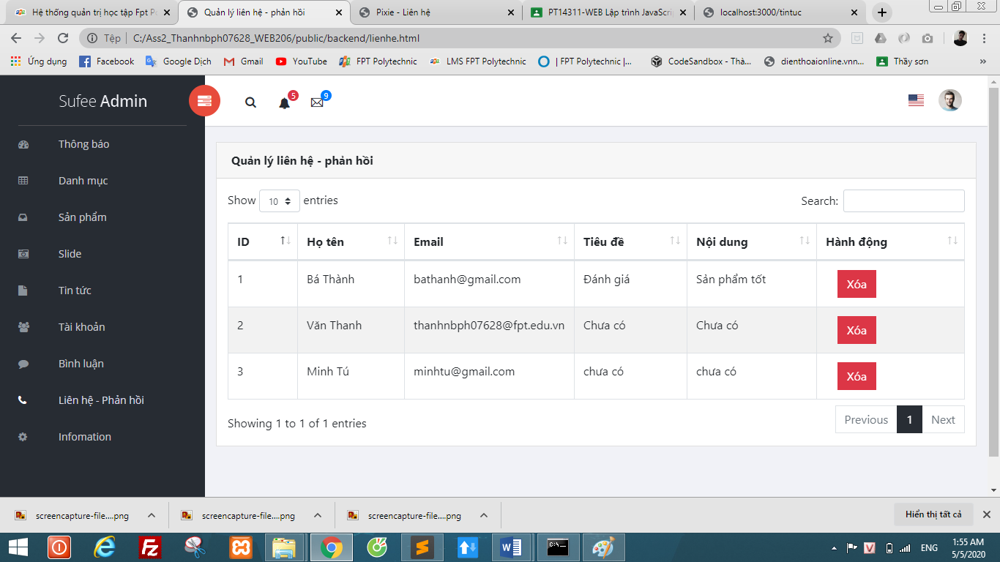 Hệ thống quản trị học tập Fpt P
Quản lý liên hệ - phản hồi
Pixie - Liên hệ
PT14311-WEB Lập trình JavaScri
localhost:3000/tintuc
Tệp | C:/Ass2_Thanhnbph07628_WEB206/public/backend/lienhe.html
Ứng dụng
Facebook
Google Dịch
Gmail
YouTube
FPT Polytechnic
LMS FPT Polytechnic
| FPT Polytechnic |...
CodeSandbox - Thà...
dienthoaionline.vnn...
Thầy sơn
Sufee Admin
5
9
Thông báo
Danh mục
Sản phẩm
Slide
Tin tức
Tài khoản
Bình luận
Liên hệ - Phản hồi
Infomation
Quản lý liên hệ - phản hồi
Show 10 entries
Search:
ID Họ tên Email Tiêu đề Nội dung Hành động
1 Bá Thành bathanh@gmail.com Đánh giá Sản phẩm tốt Xóa
2 Văn Thanh thanhnbph07628@fpt.edu.vn Chưa có Chưa có Xóa
3 Minh Tú minhtu@gmail.com chưa có chưa có Xóa
Showing 1 to 1 of 1 entries
Previous 1 Next
screencapture-file....png
screencapture-file....png
screencapture-file....png
Hiển thị tất cả
ENG
1:55 AM
5/5/2020